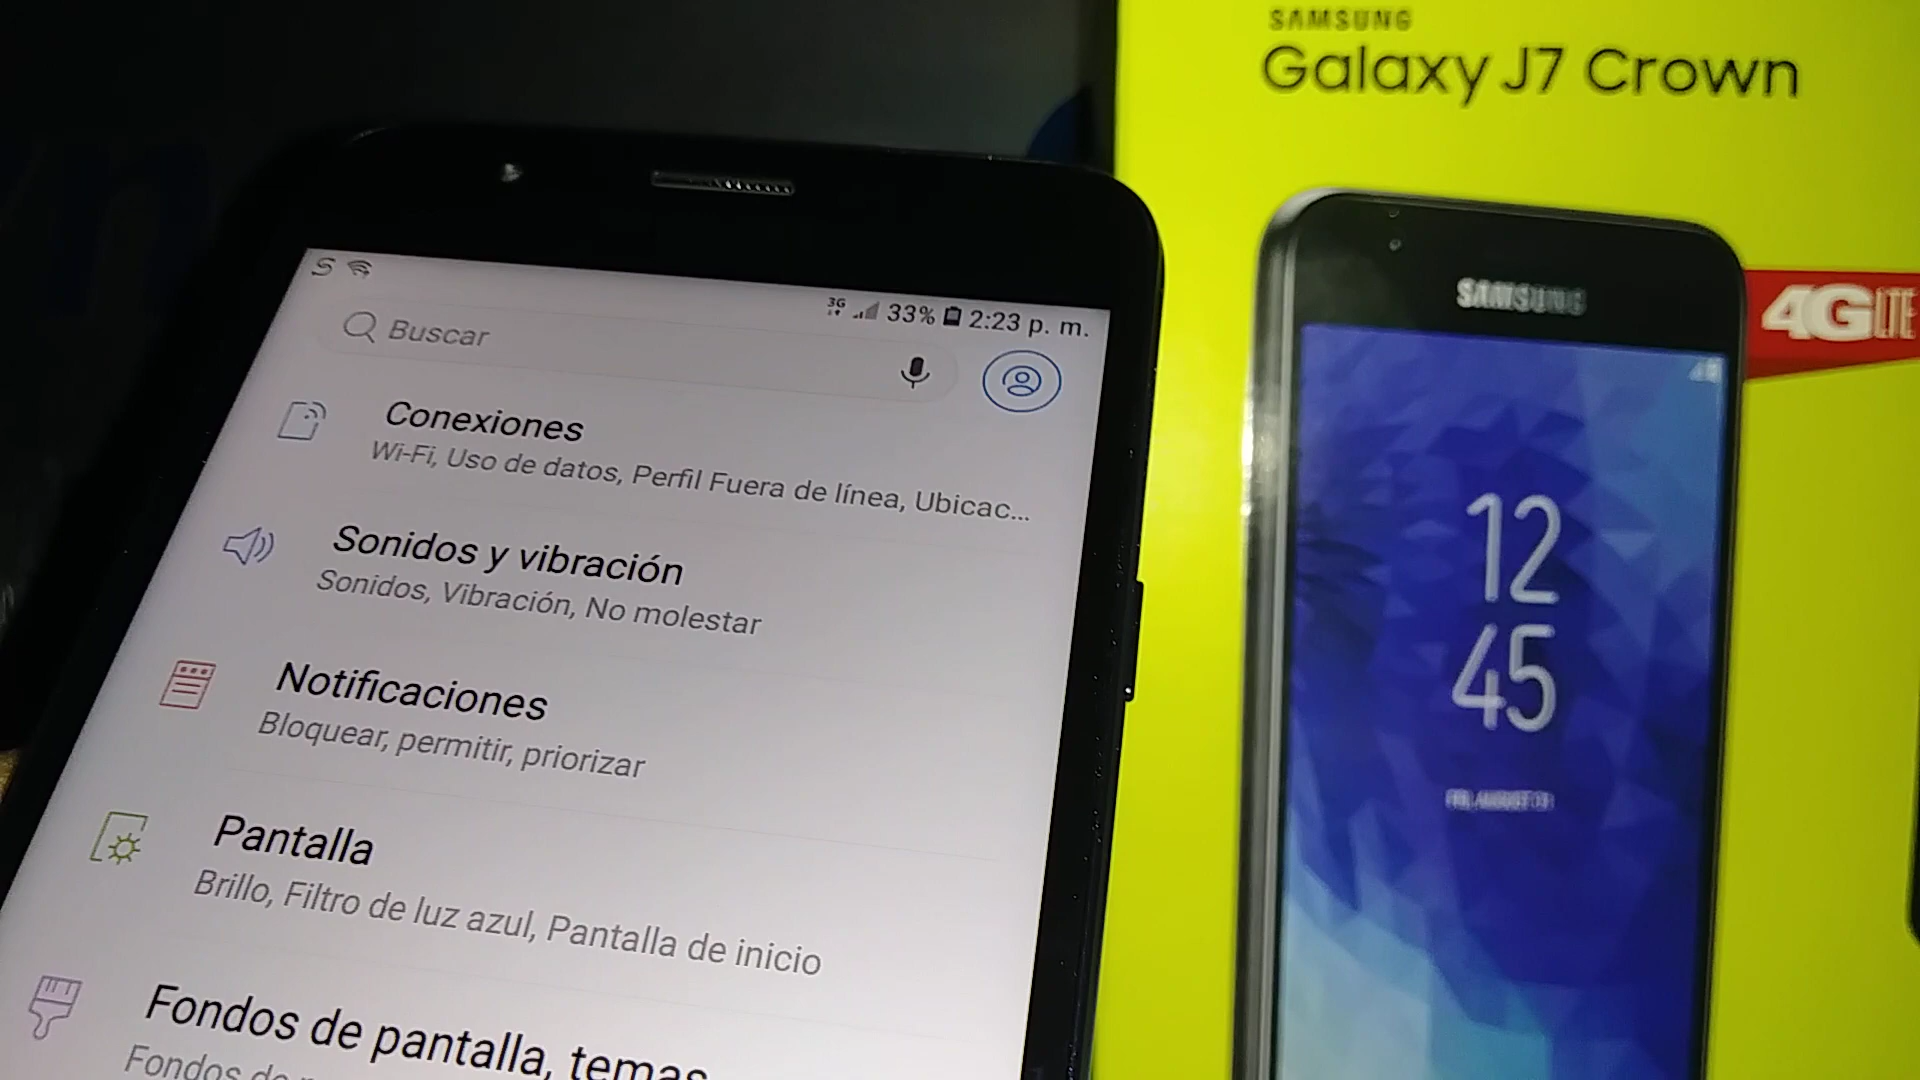 3G 33% 2:23 p. m.
Buscar
Conexiones
Wi-Fi, Uso de datos, Perfil Fuera de línea, Ubicac...
Sonidos y vibración
Sonidos, Vibración, No molestar
Notificaciones
Bloquear, permitir, priorizar
Pantalla
Brillo, Filtro de luz azul, Pantalla de inicio
Fondos de pantalla, temas
Fondos de
SAMSUNG
Galaxy J7 Crown
SAMSUNG
4G LTE
12
45